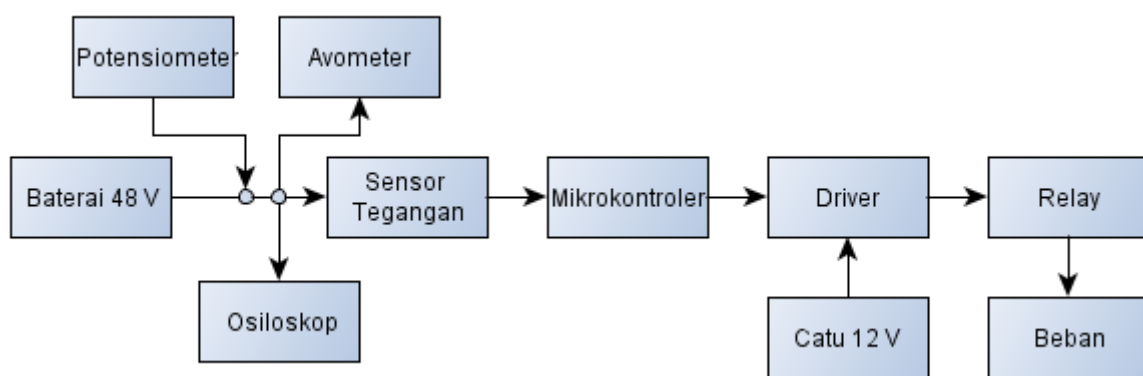 Potensiometer
Avometer
Baterai 48 V
Sensor
Tegangan
Mikrokontroler
Driver
Relay
Osiloskop
Catu 12 V
Beban